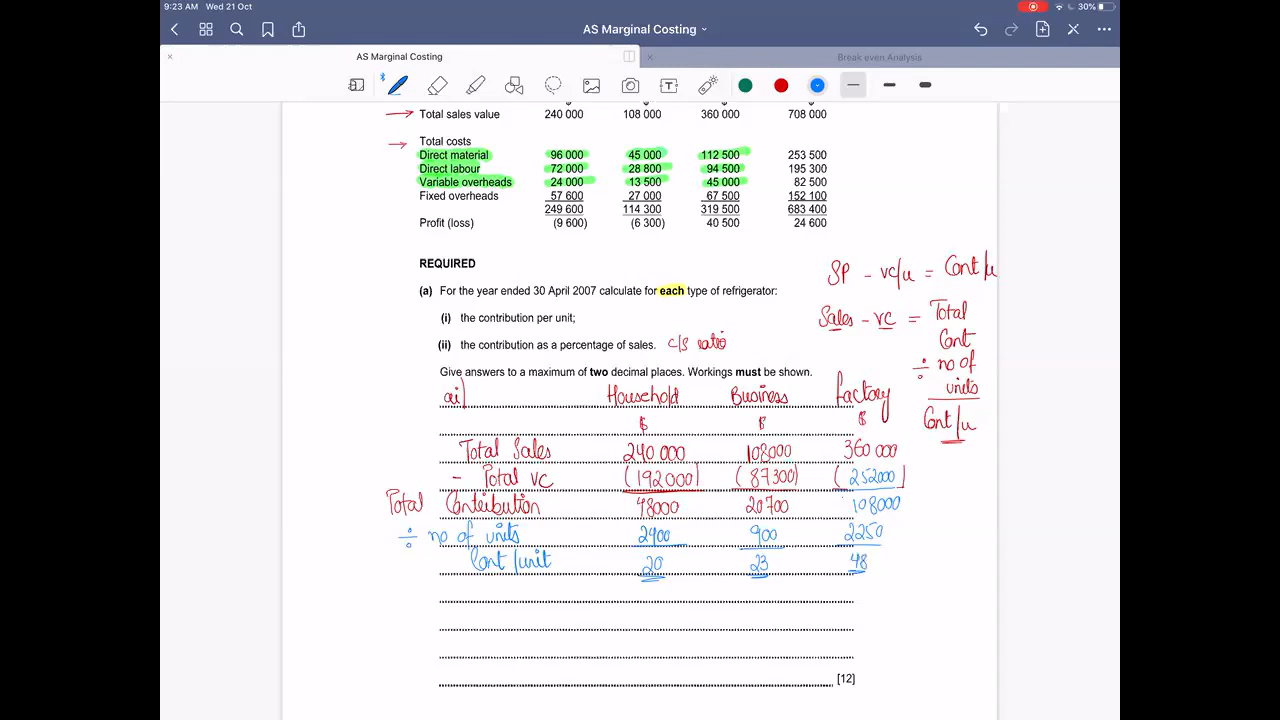 9:23 AM Wed 21 Oct
30%
AS Marginal Costing
AS Marginal Costing
Break even Analysis
Total sales value 240 000 108 000 360 000 708 000
Total costs
Direct material 96 000 45 000 112 500 253 500
Direct labour 72 000 28 800 94 500 195 300
Variable overheads 24 000 13 500 45 000 82 500
Fixed overheads 57 600 27 000 67 500 152 100
249 600 114 300 319 500 683 400
Profit (loss) (9 600) (6 300) 40 500 24 600
REQUIRED
SP - vc/u = Cont/u
(a) For the year ended 30 April 2007 calculate for each type of refrigerator:
(i) the contribution per unit;
Sales - vc = Total Cont
(ii) the contribution as a percentage of sales. c/s ratio
÷ no of units
Give answers to a maximum of two decimal places. Workings must be shown.
Cont/u
ai) Household Business Factory
$ $ $
Total Sales 240 000 108000 360 000
- Total vc (192000) (87300) (252000)
Total Contribution 48000 20700 108000
÷ no of units 2400 900 2250
Cont/unit 20 23 48
[12]